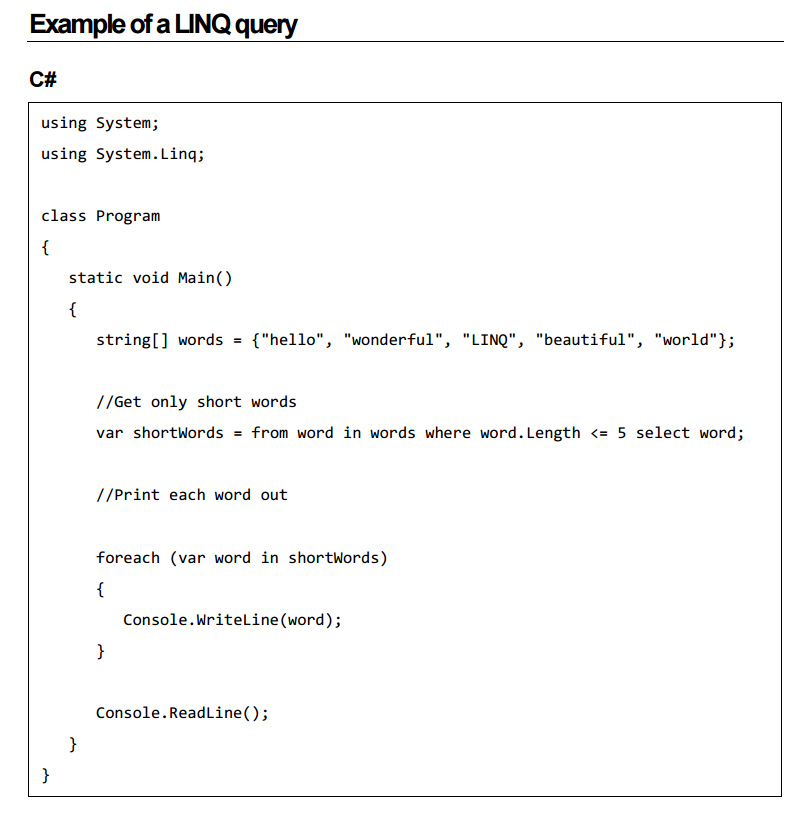 Example of a LINQ query
C#
using System;
using System.Linq;
class Program
{
static void Main()
{
string[] words = {"hello", "wonderful", "LINQ", "beautiful", "world"};
//Get only short words
var shortWords = from word in words where word.Length <= 5 select word;
//Print each word out
foreach (var word in shortWords)
{
Console.WriteLine(word);
}
Console.ReadLine();
}
}